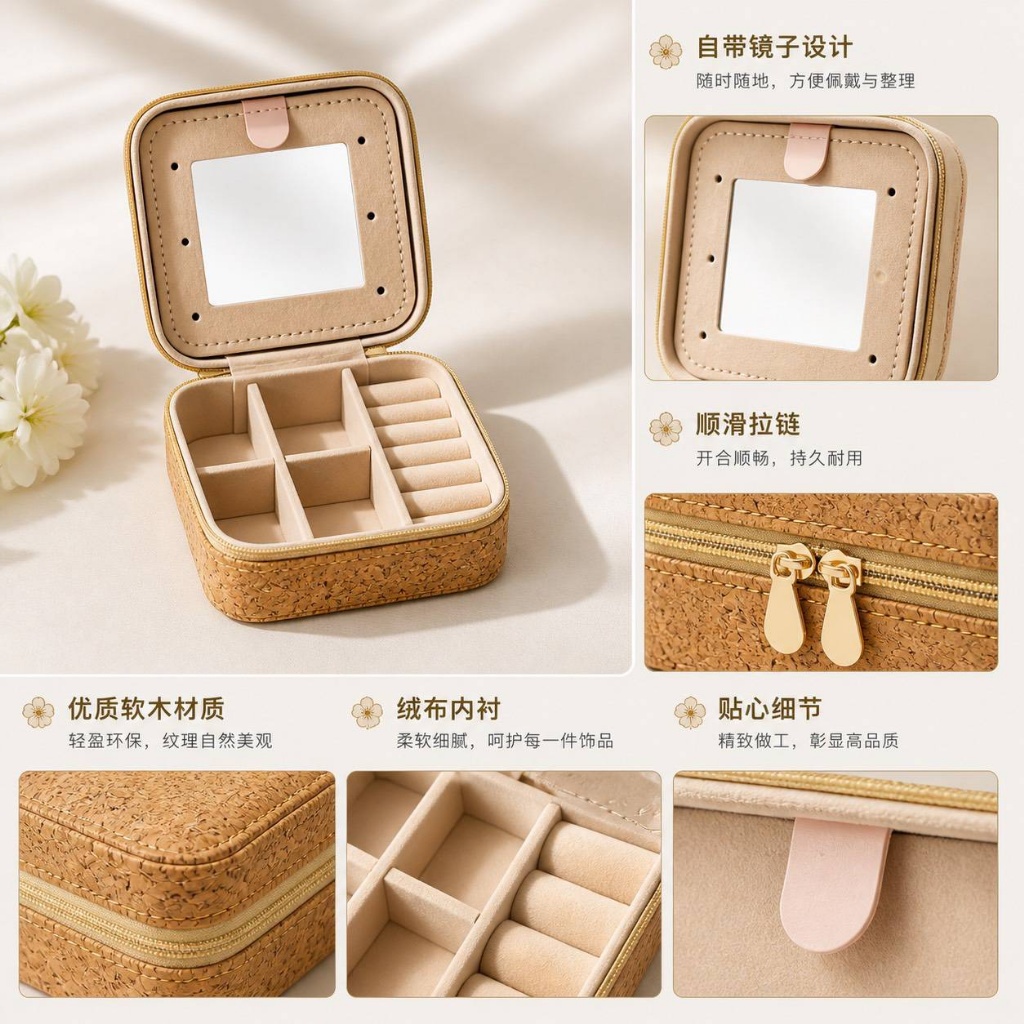 自带镜子设计
随时随地，方便佩戴与整理
顺滑拉链
开合顺畅，持久耐用
优质软木材质
轻盈环保，纹理自然美观
绒布内衬
柔软细腻，呵护每一件饰品
贴心细节
精致做工，彰显高品质